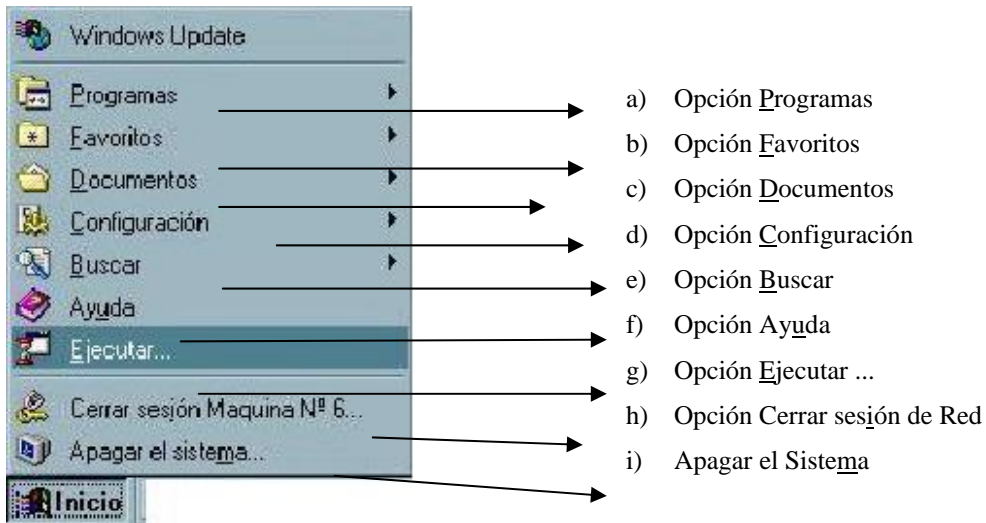 Windows Update
Programas
Favoritos
Documentos
Configuración
Buscar
Ayuda
Ejecutar...
Cerrar sesión Maquina Nº 6...
Apagar el sistema...
Inicio
a) Opción Programas
b) Opción Favoritos
c) Opción Documentos
d) Opción Configuración
e) Opción Buscar
f) Opción Ayuda
g) Opción Ejecutar ...
h) Opción Cerrar sesión de Red
i) Apagar el Sistema